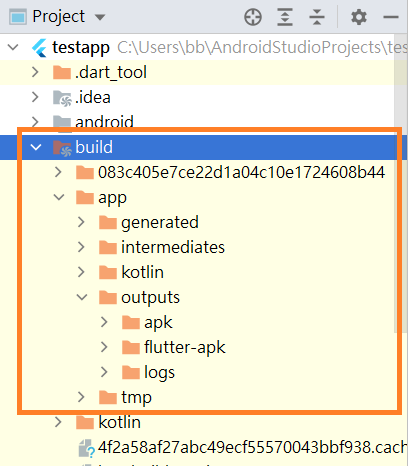 Project
testapp C:\Users\bb\AndroidStudioProjects\tes
.dart_tool
.idea
android
build
083c405e7ce22d1a04c10e1724608b44
app
generated
intermediates
kotlin
outputs
apk
flutter-apk
logs
tmp
kotlin
4f2a58af27abc49ecf55570043bbf938.cach